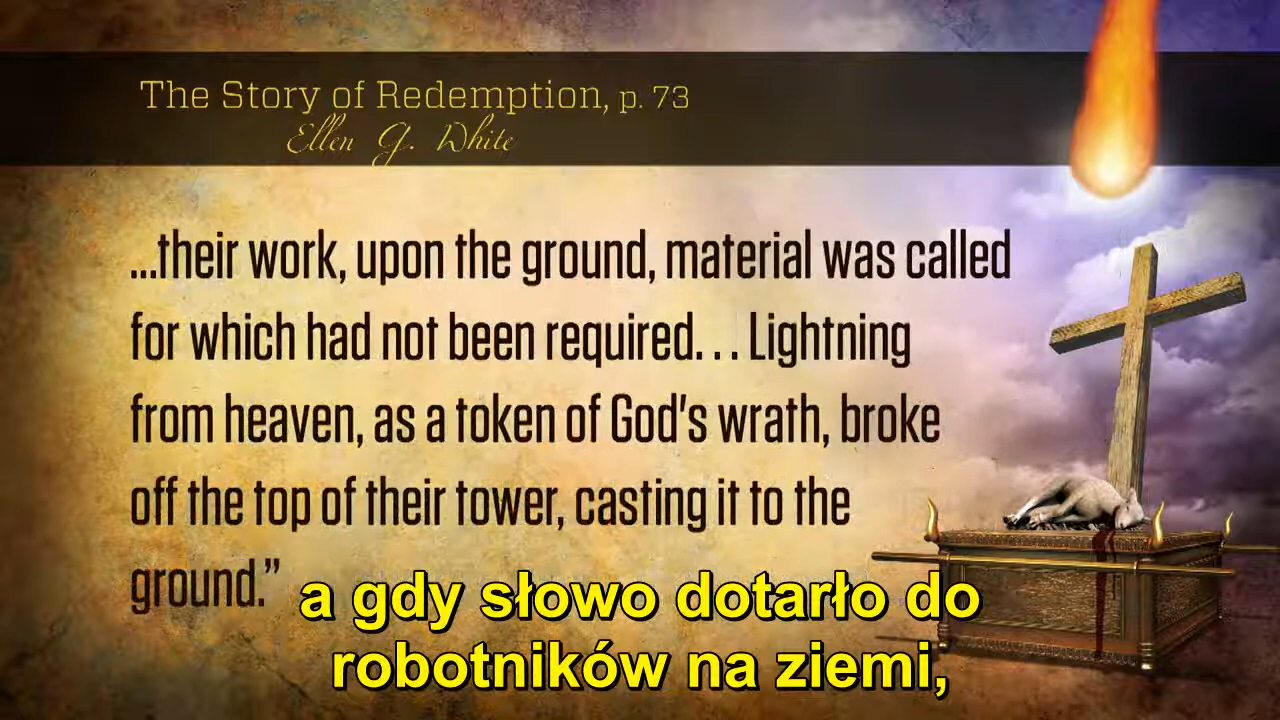 The Story of Redemption, p. 73
Ellen G. White
...their work, upon the ground, material was called
for which had not been required. . . Lightning
from heaven, as a token of God's wrath, broke
off the top of their tower, casting it to the
ground.”
a gdy słowo dotarło do
robotników na ziemi,